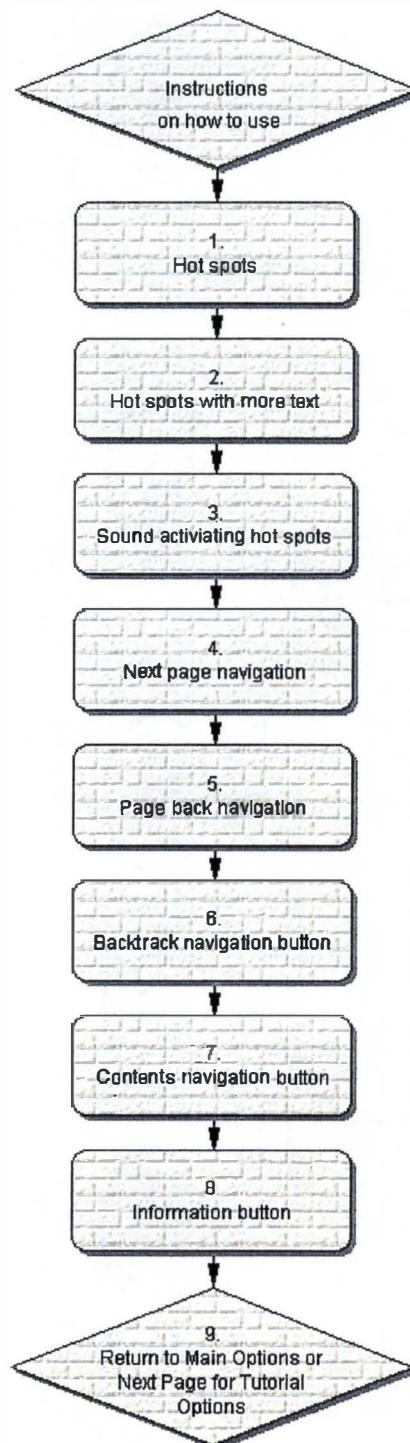 Instructions
on how to use
1.
Hot spots
2.
Hot spots with more text
3.
Sound activiating hot spots
4.
Next page navigation
5.
Page back navigation
6.
Backtrack navigation button
7.
Contents navigation button
8
Information button
9.
Return to Main Options or
Next Page for Tutorial
Options